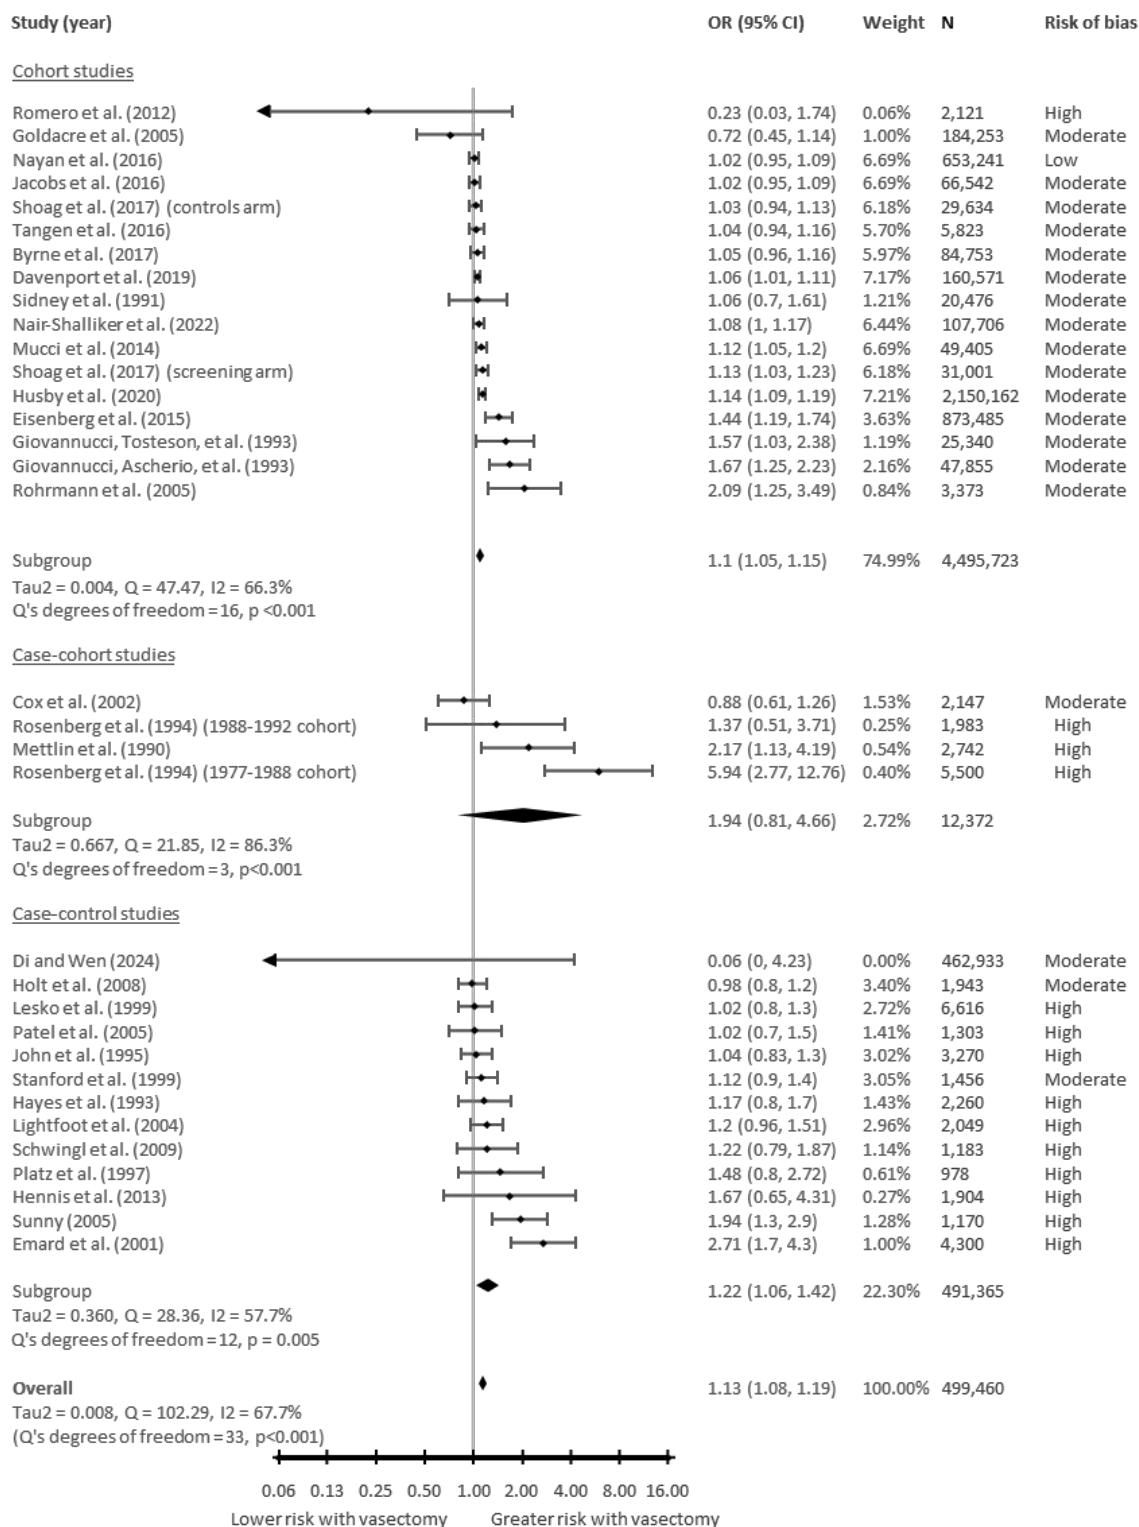 Study (year) OR (95% CI) Weight N Risk of bias
Cohort studies
Romero et al. (2012) 0.23 (0.03, 1.74) 0.06% 2,121 High
Goldacre et al. (2005) 0.72 (0.45, 1.14) 1.00% 184,253 Moderate
Nayan et al. (2016) 1.02 (0.95, 1.09) 6.69% 653,241 Low
Jacobs et al. (2016) 1.02 (0.95, 1.09) 6.69% 66,542 Moderate
Shoag et al. (2017) (controls arm) 1.03 (0.94, 1.13) 6.18% 29,634 Moderate
Tangen et al. (2016) 1.04 (0.94, 1.16) 5.70% 5,823 Moderate
Byrne et al. (2017) 1.05 (0.96, 1.16) 5.97% 84,753 Moderate
Davenport et al. (2019) 1.06 (1.01, 1.11) 7.17% 160,571 Moderate
Sidney et al. (1991) 1.06 (0.7, 1.61) 1.21% 20,476 Moderate
Nair-Shalliker et al. (2022) 1.08 (1, 1.17) 6.44% 107,706 Moderate
Mucci et al. (2014) 1.12 (1.05, 1.2) 6.69% 49,405 Moderate
Shoag et al. (2017) (screening arm) 1.13 (1.03, 1.23) 6.18% 31,001 Moderate
Husby et al. (2020) 1.14 (1.09, 1.19) 7.21% 2,150,162 Moderate
Eisenberg et al. (2015) 1.44 (1.19, 1.74) 3.63% 873,485 Moderate
Giovannucci, Tosteson, et al. (1993) 1.57 (1.03, 2.38) 1.19% 25,340 Moderate
Giovannucci, Ascherio, et al. (1993) 1.67 (1.25, 2.23) 2.16% 47,855 Moderate
Rohrmann et al. (2005) 2.09 (1.25, 3.49) 0.84% 3,373 Moderate
Subgroup 1.1 (1.05, 1.15) 74.99% 4,495,723
Tau2 = 0.004, Q = 47.47, I2 = 66.3%
Q's degrees of freedom = 16, p <0.001
Case-cohort studies
Cox et al. (2002) 0.88 (0.61, 1.26) 1.53% 2,147 Moderate
Rosenberg et al. (1994) (1988-1992 cohort) 1.37 (0.51, 3.71) 0.25% 1,983 High
Mettlin et al. (1990) 2.17 (1.13, 4.19) 0.54% 2,742 High
Rosenberg et al. (1994) (1977-1988 cohort) 5.94 (2.77, 12.76) 0.40% 5,500 High
Subgroup 1.94 (0.81, 4.66) 2.72% 12,372
Tau2 = 0.667, Q = 21.85, I2 = 86.3%
Q's degrees of freedom = 3, p<0.001
Case-control studies
Di and Wen (2024) 0.06 (0, 4.23) 0.00% 462,933 Moderate
Holt et al. (2008) 0.98 (0.8, 1.2) 3.40% 1,943 Moderate
Lesko et al. (1999) 1.02 (0.8, 1.3) 2.72% 6,616 High
Patel et al. (2005) 1.02 (0.7, 1.5) 1.41% 1,303 High
John et al. (1995) 1.04 (0.83, 1.3) 3.02% 3,270 High
Stanford et al. (1999) 1.12 (0.9, 1.4) 3.05% 1,456 Moderate
Hayes et al. (1993) 1.17 (0.8, 1.7) 1.43% 2,260 High
Lightfoot et al. (2004) 1.2 (0.96, 1.51) 2.96% 2,049 High
Schwingl et al. (2009) 1.22 (0.79, 1.87) 1.14% 1,183 High
Platz et al. (1997) 1.48 (0.8, 2.72) 0.61% 978 High
Hennis et al. (2013) 1.67 (0.65, 4.31) 0.27% 1,904 High
Sunny (2005) 1.94 (1.3, 2.9) 1.28% 1,170 High
Emard et al. (2001) 2.71 (1.7, 4.3) 1.00% 4,300 High
Subgroup 1.22 (1.06, 1.42) 22.30% 491,365
Tau2 = 0.360, Q = 28.36, I2 = 57.7%
Q's degrees of freedom = 12, p = 0.005
Overall 1.13 (1.08, 1.19) 100.00% 499,460
Tau2 = 0.008, Q = 102.29, I2 = 67.7%
(Q's degrees of freedom = 33, p<0.001)
0.06 0.13 0.25 0.50 1.00 2.00 4.00 8.00 16.00
Lower risk with vasectomy Greater risk with vasectomy